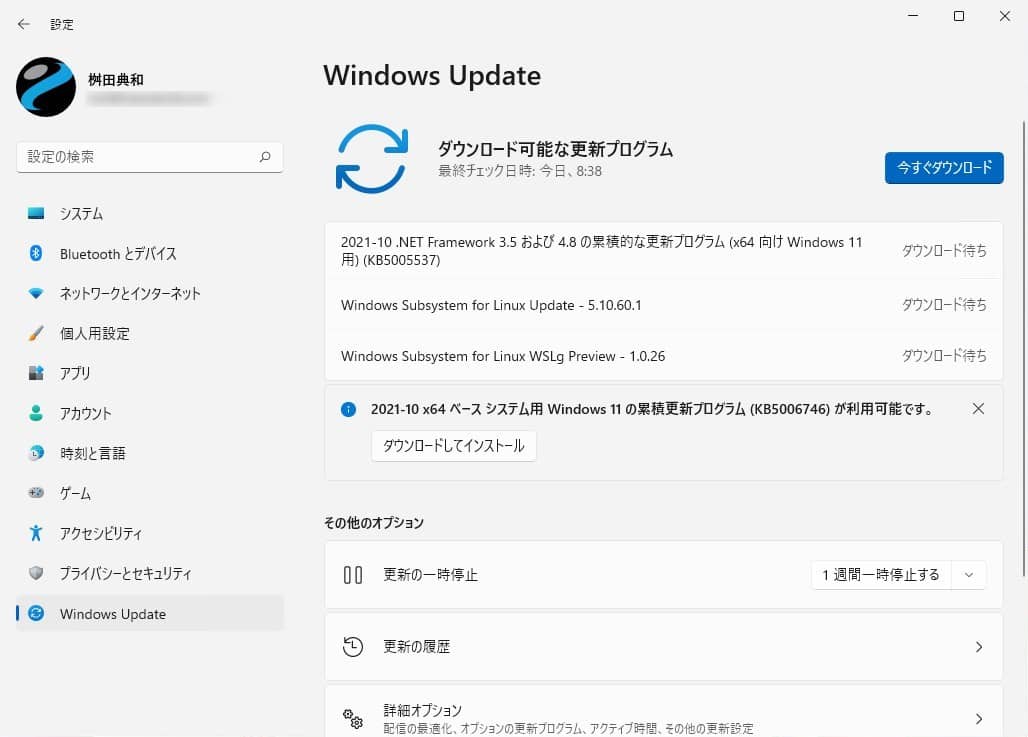 設定
桝田典和
設定の検索
システム
Bluetooth とデバイス
ネットワークとインターネット
個人用設定
アプリ
アカウント
時刻と言語
ゲーム
アクセシビリティ
プライバシーとセキュリティ
Windows Update
Windows Update
ダウンロード可能な更新プログラム
最終チェック日時: 今日、8:38
今すぐダウンロード
2021-10 .NET Framework 3.5 および 4.8 の累積的な更新プログラム (x64 向け Windows 11
用) (KB5005537)
ダウンロード待ち
Windows Subsystem for Linux Update - 5.10.60.1
ダウンロード待ち
Windows Subsystem for Linux WSLg Preview - 1.0.26
ダウンロード待ち
2021-10 x64 ベース システム用 Windows 11 の累積更新プログラム (KB5006746) が利用可能です。
ダウンロードしてインストール
その他のオプション
更新の一時停止
1 週間一時停止する
更新の履歴
詳細オプション
配信の最適化、オプションの更新プログラム、アクティブ時間、その他の更新設定